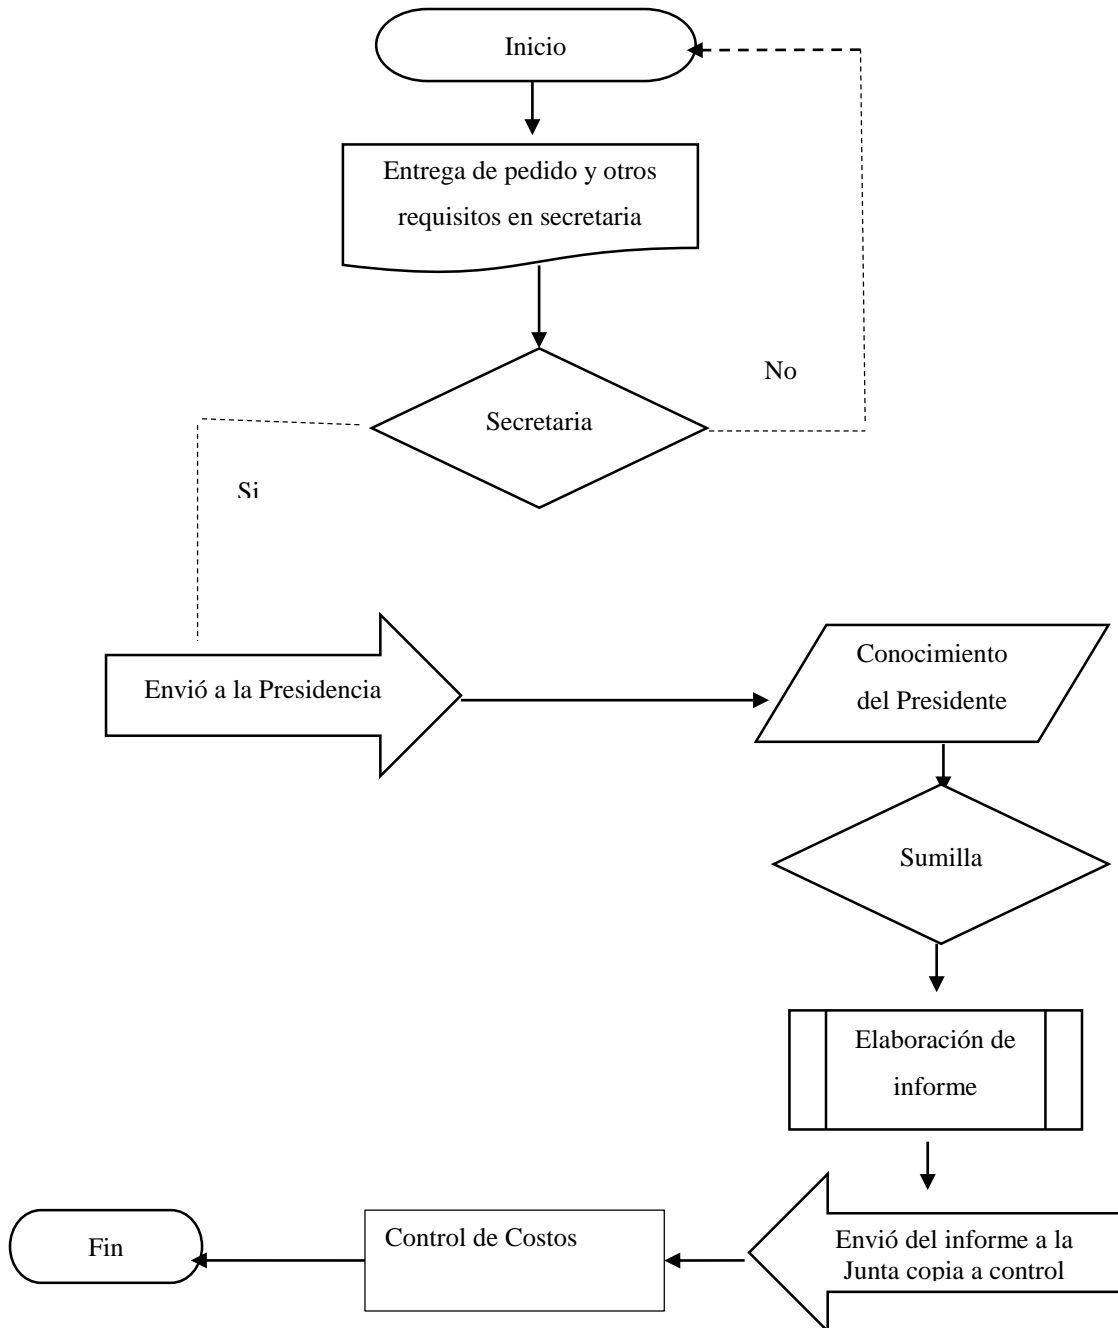 Inicio
Entrega de pedido y otros
requisitos en secretaria
No
Secretaria
Si
Envió a la Presidencia
Conocimiento
del Presidente
Sumilla
Elaboración de
informe
Envió del informe a la
Junta copia a control
Control de Costos
Fin